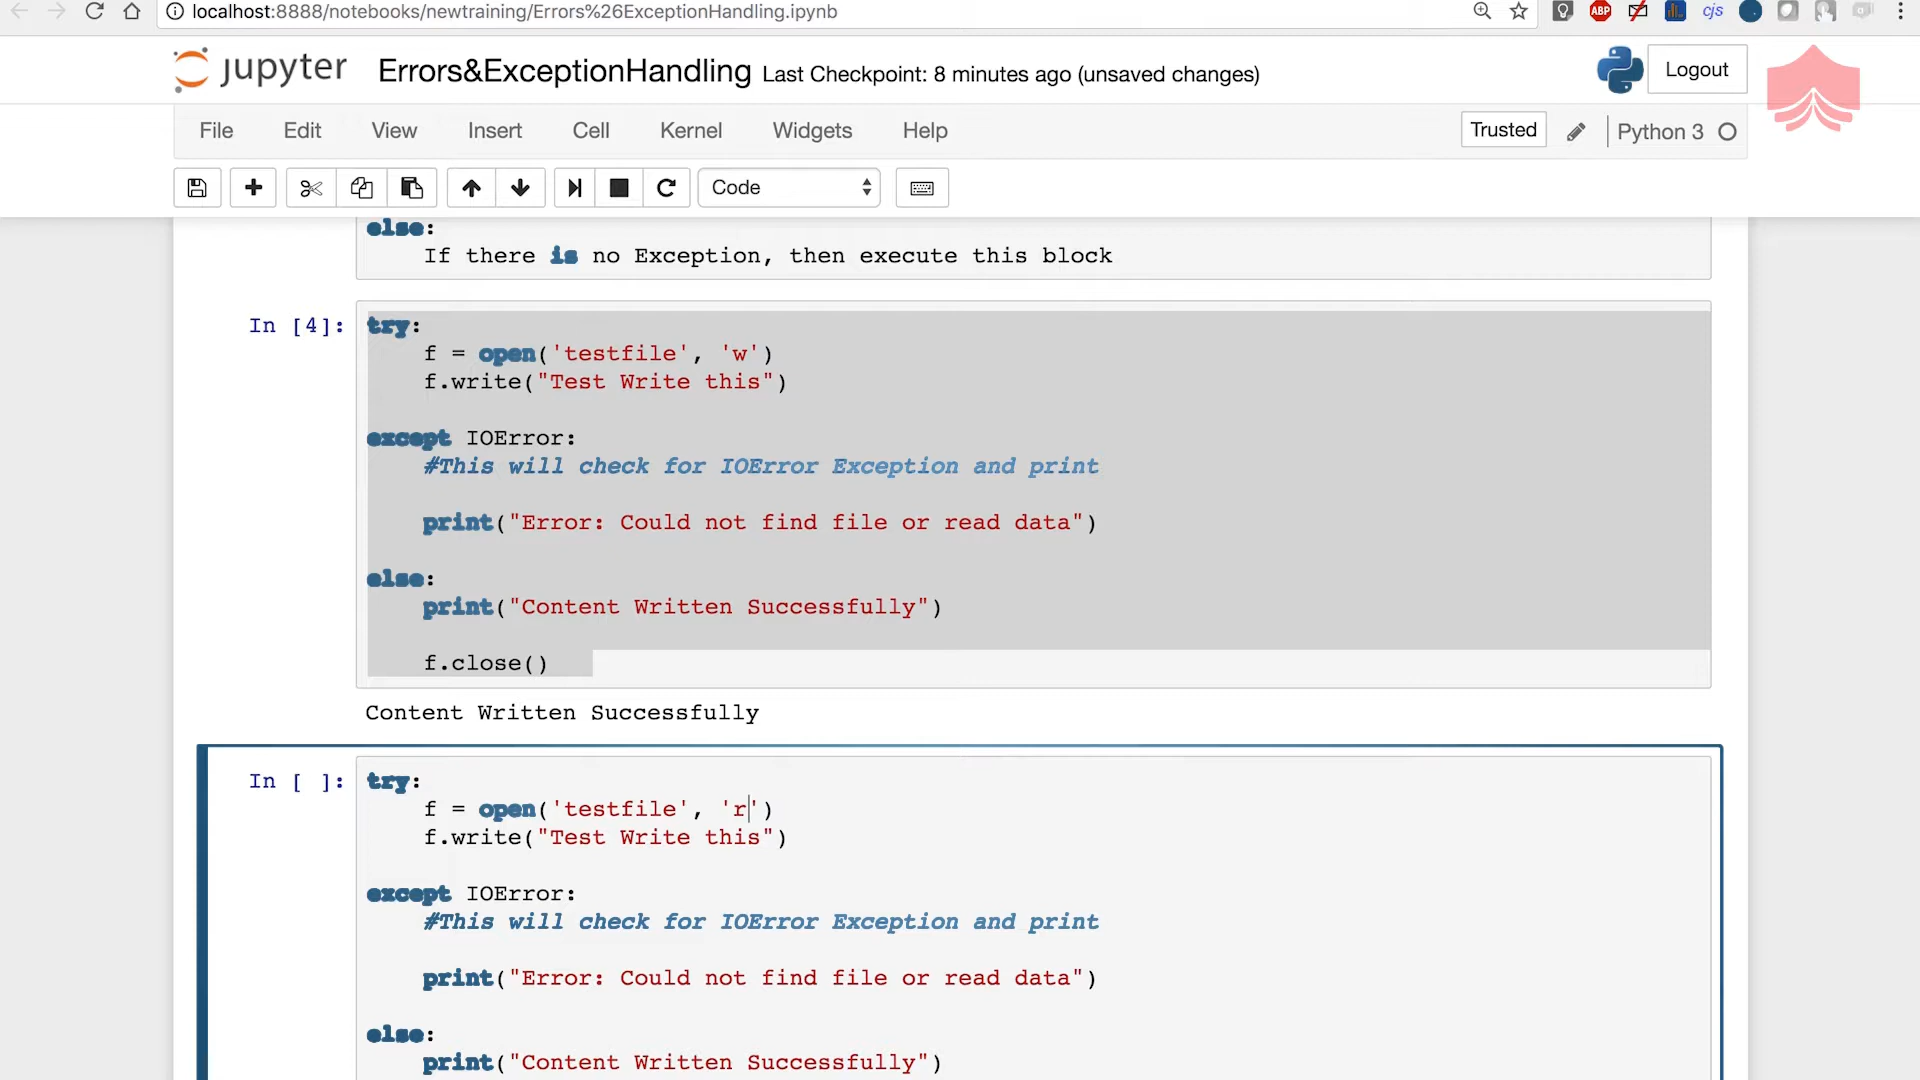 localhost:8888/notebooks/newtraining/Errors%26ExceptionHandling.ipynb
ABP
cjs
jupyter
Errors&ExceptionHandling Last Checkpoint: 8 minutes ago (unsaved changes)
Logout
File Edit View Insert Cell Kernel Widgets Help
Trusted
Python 3
Code
else:
If there is no Exception, then execute this block
In [4]:
try:
f = open('testfile', 'w')
f.write("Test Write this")
except IOError:
#This will check for IOError Exception and print
print("Error: Could not find file or read data")
else:
print("Content Written Successfully")
f.close()
Content Written Successfully
In [ ]:
try:
f = open('testfile', 'r')
f.write("Test Write this")
except IOError:
#This will check for IOError Exception and print
print("Error: Could not find file or read data")
else:
print("Content Written Successfully")